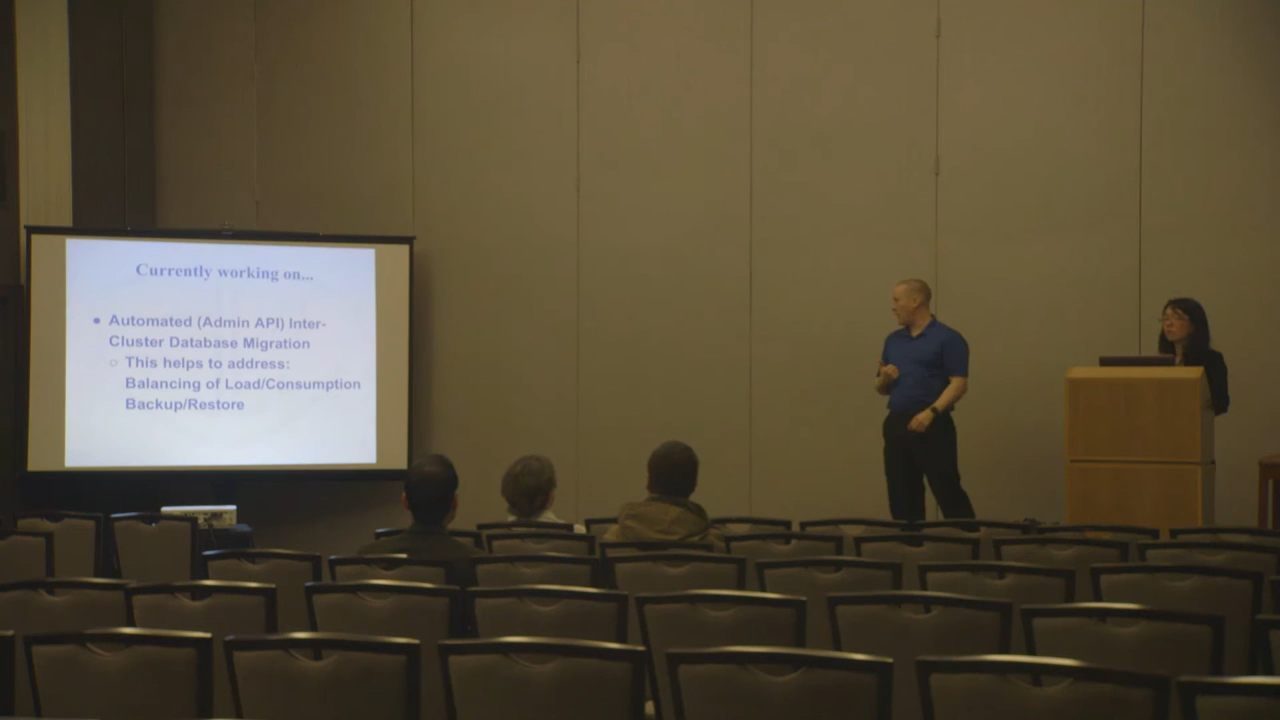 Currently working on...
● Automated (Admin API) Inter-
Cluster Database Migration
○ This helps to address:
Balancing of Load/Consumption
Backup/Restore